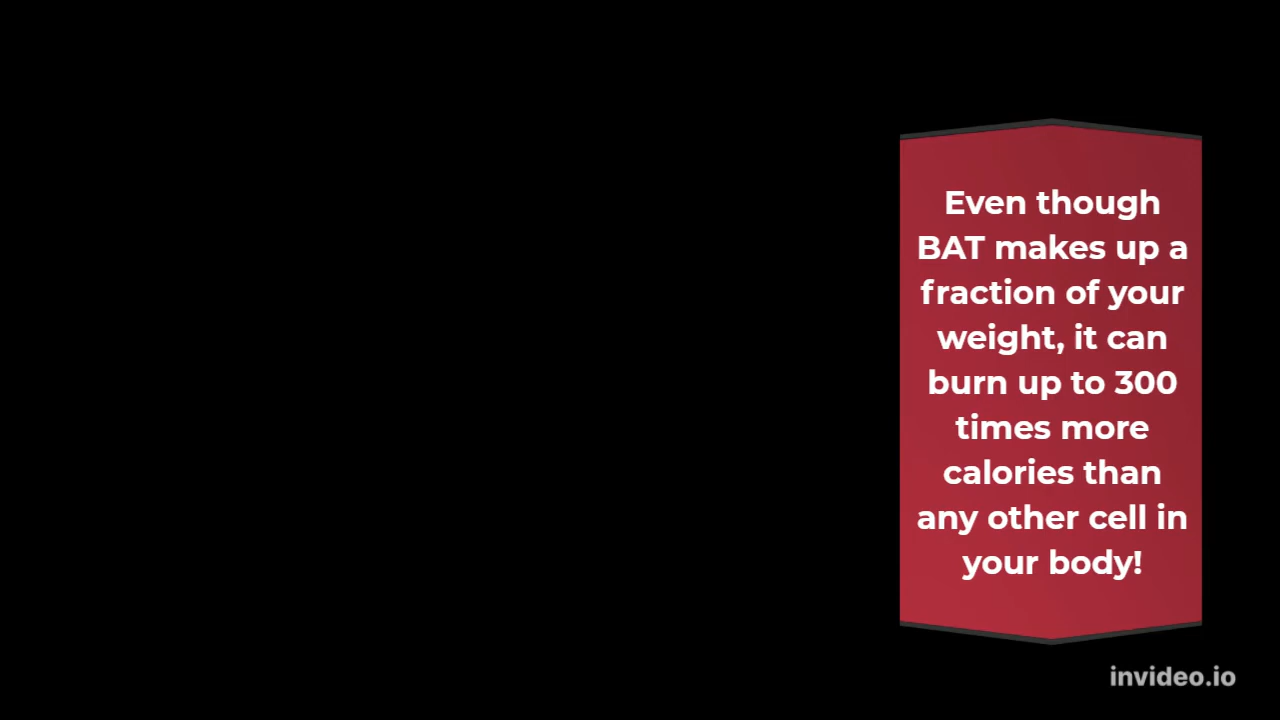 Even though
BAT makes up a
fraction of your
weight, it can
burn up to 300
times more
calories than
any other cell in
your body!
invideo.io